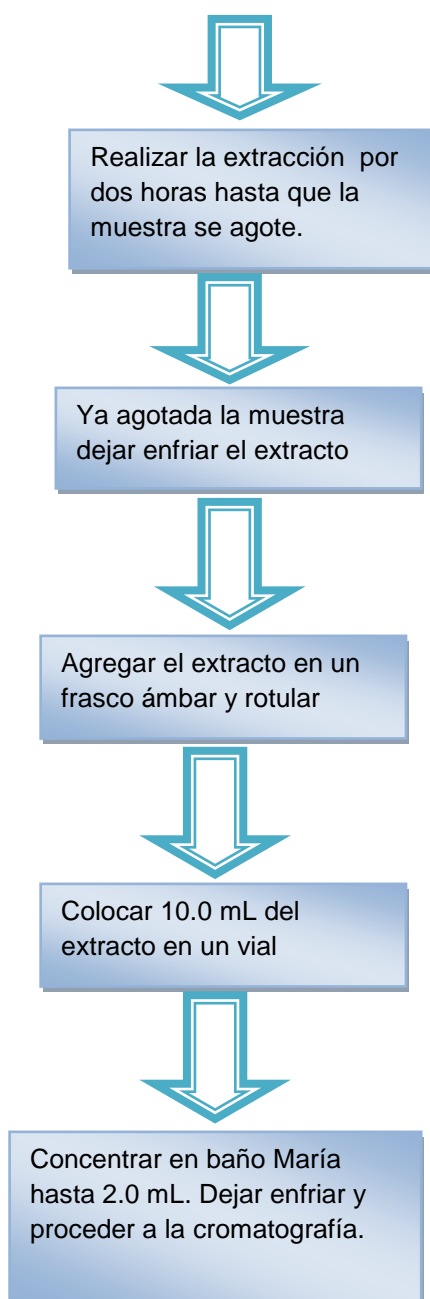 Realizar la extracción  por
dos horas hasta que la
muestra se agote.
Ya agotada la muestra
dejar enfriar el extracto
Agregar el extracto en un
frasco ámbar y rotular
Colocar 10.0 mL del
extracto en un vial
Concentrar en baño María
hasta 2.0 mL. Dejar enfriar y
proceder a la cromatografía.